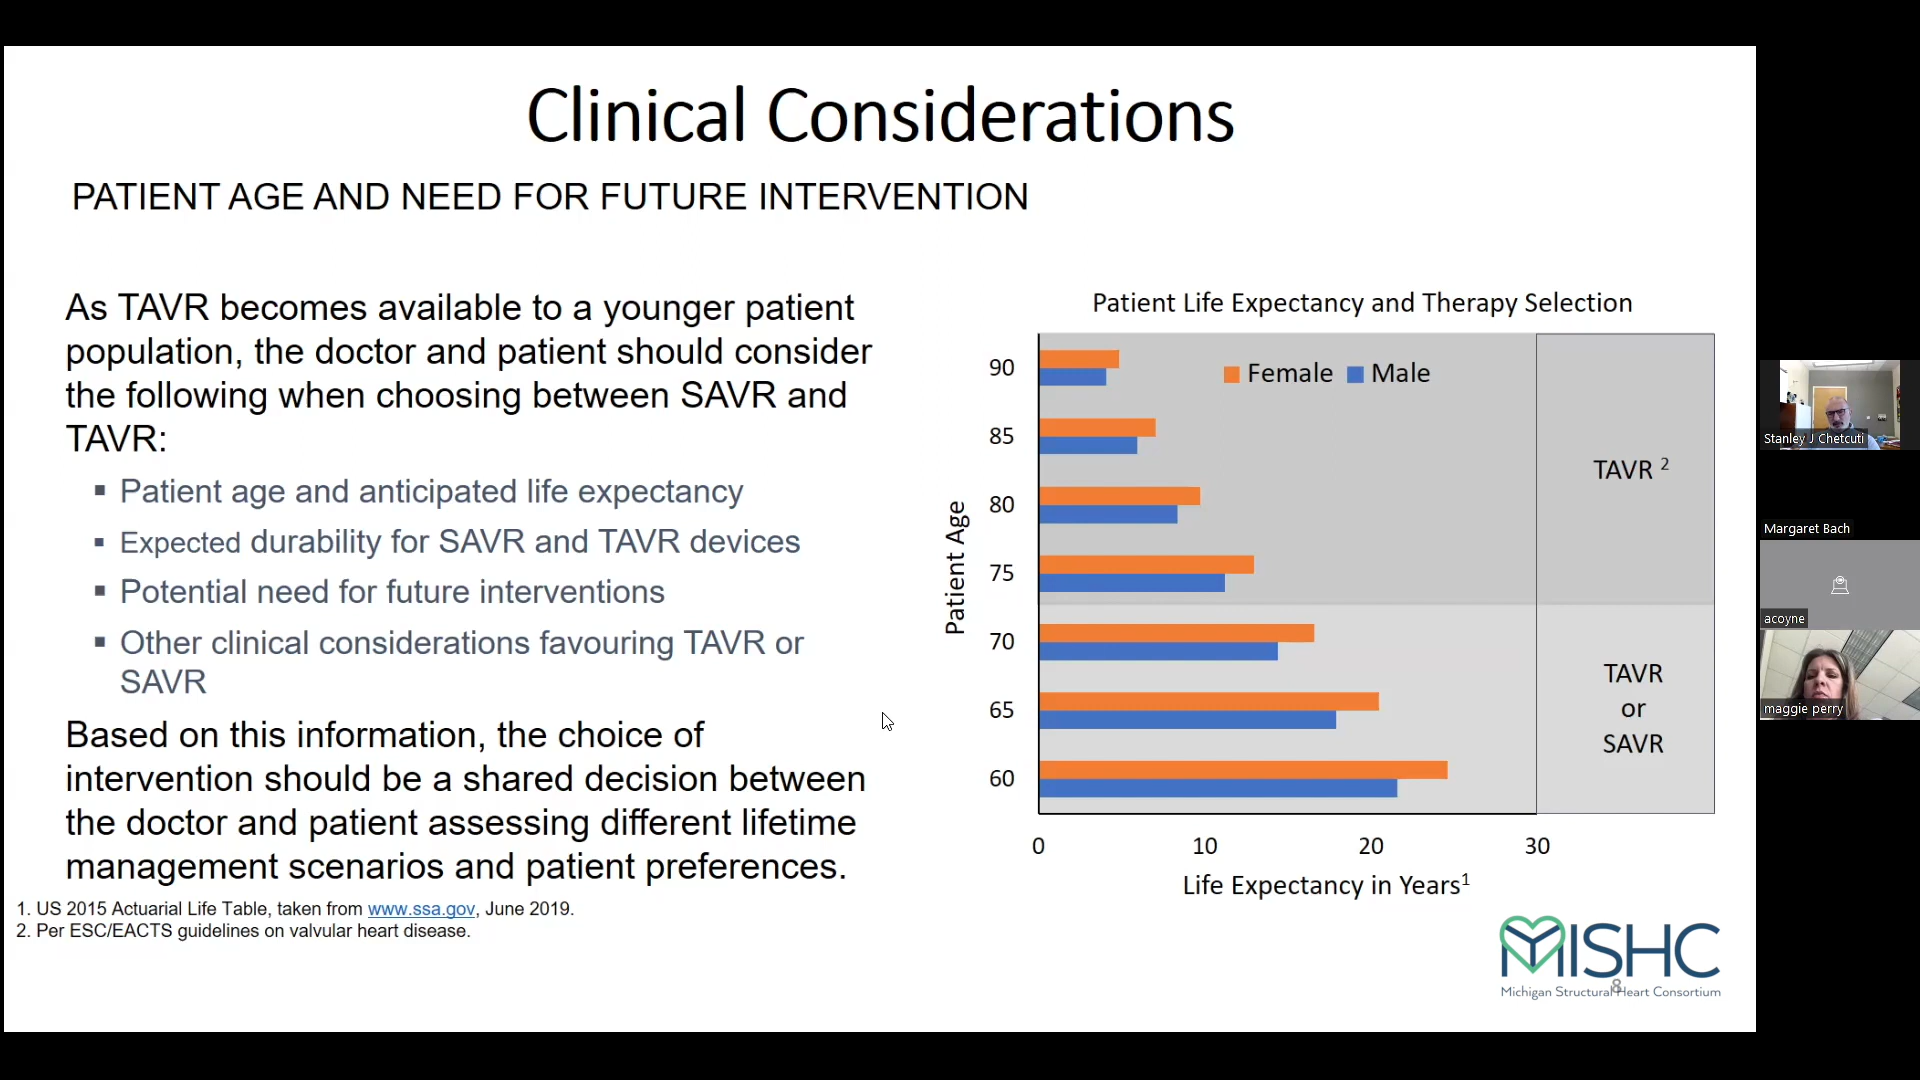 Clinical Considerations
PATIENT AGE AND NEED FOR FUTURE INTERVENTION
As TAVR becomes available to a younger patient
population, the doctor and patient should consider
the following when choosing between SAVR and
TAVR:
▪ Patient age and anticipated life expectancy
▪ Expected durability for SAVR and TAVR devices
▪ Potential need for future interventions
▪ Other clinical considerations favouring TAVR or
SAVR
Based on this information, the choice of
intervention should be a shared decision between
the doctor and patient assessing different lifetime
management scenarios and patient preferences.
1. US 2015 Actuarial Life Table, taken from www.ssa.gov, June 2019.
2. Per ESC/EACTS guidelines on valvular heart disease.
Patient Life Expectancy and Therapy Selection
Female Male
Patient Age
90
85
80
75
70
65
60
TAVR 2
TAVR
or
SAVR
0 10 20 30
Life Expectancy in Years1
MISHC
Michigan Structural Heart Consortium
8
Stanley J Chetcuti
Margaret Bach
acoyne
maggie perry